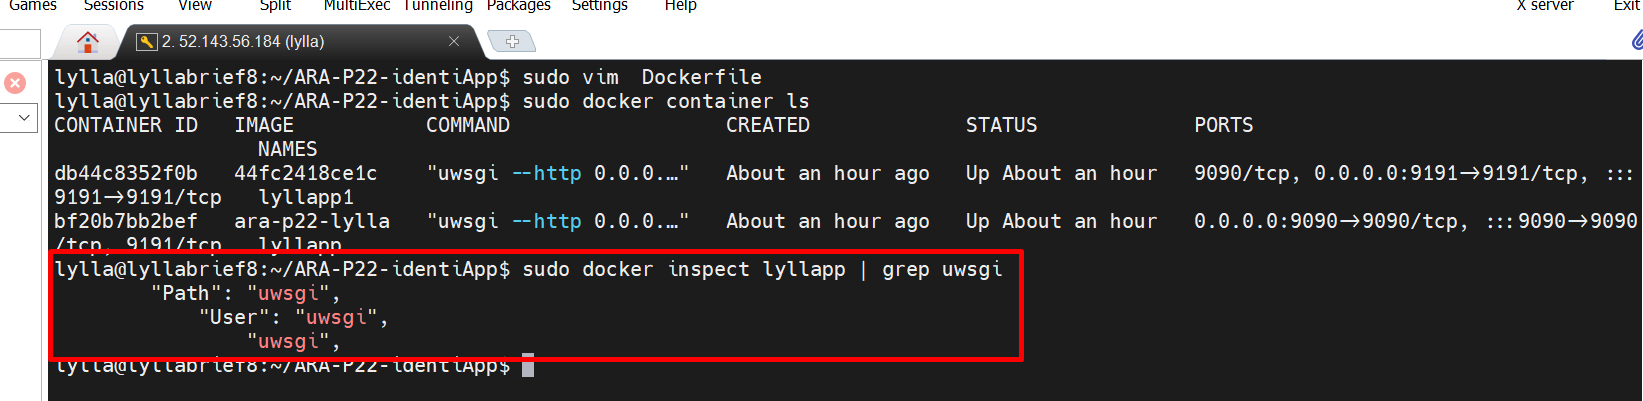 Games Sessions View Split MultiExec Tunneling Packages Settings Help X server Exit
2. 52.143.56.184 (lylla)
lylla@lyllabrief8:~/ARA-P22-identiApp$ sudo vim  Dockerfile
lylla@lyllabrief8:~/ARA-P22-identiApp$ sudo docker container ls
CONTAINER ID   IMAGE           COMMAND                  CREATED             STATUS             PORTS
                 NAMES
db44c8352f0b   44fc2418ce1c    "uwsgi --http 0.0.0.…"   About an hour ago   Up About an hour   9090/tcp, 0.0.0.0:9191->9191/tcp, :::
9191->9191/tcp   lyllapp1
bf20b7bb2bef   ara-p22-lylla   "uwsgi --http 0.0.0.…"   About an hour ago   Up About an hour   0.0.0.0:9090->9090/tcp, :::9090->9090
/tcp, 9191/tcp   lyllapp
lylla@lyllabrief8:~/ARA-P22-identiApp$ sudo docker inspect lyllapp | grep uwsgi
        "Path": "uwsgi",
            "User": "uwsgi",
                "uwsgi",
lylla@lyllabrief8:~/ARA-P22-identiApp$